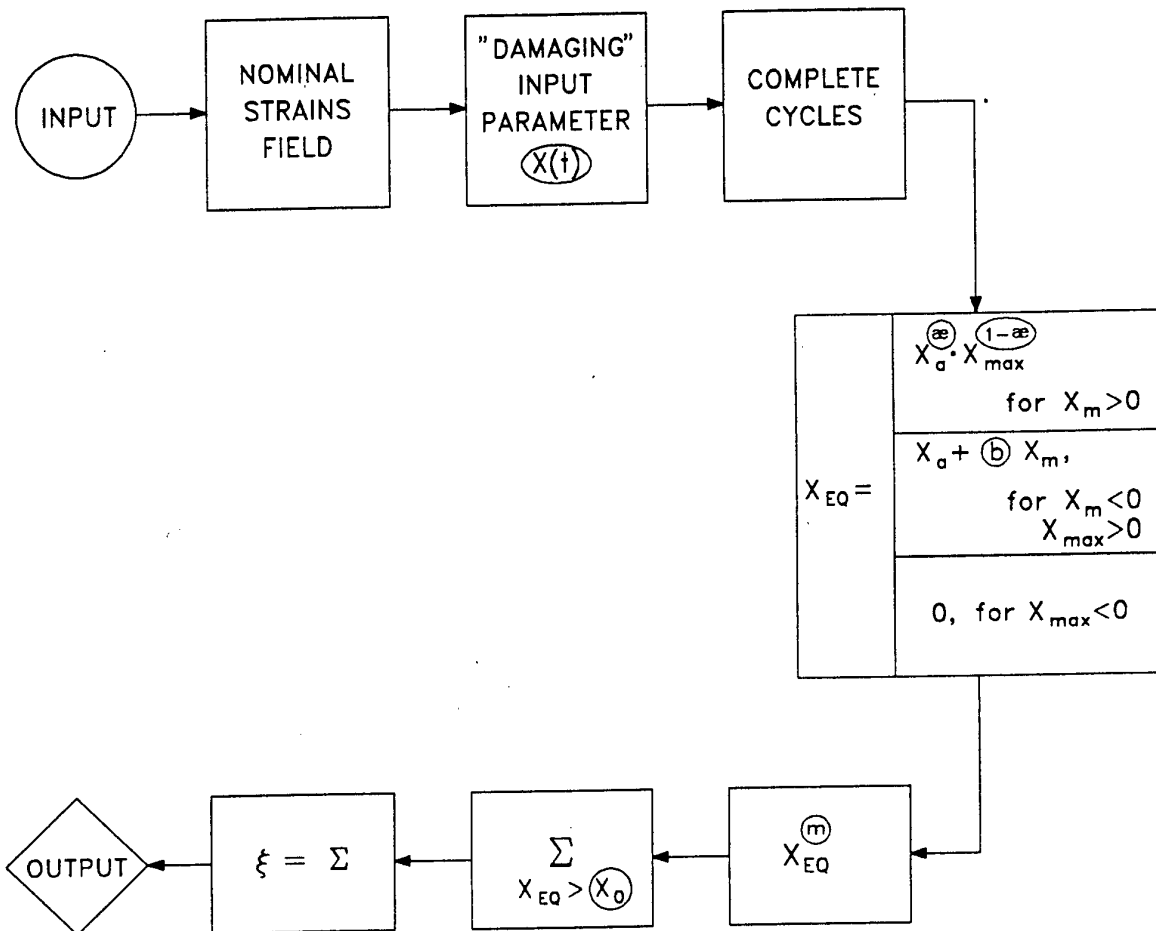 INPUT
NOMINAL
STRAINS
FIELD
"DAMAGING"
INPUT
PARAMETER
X(t)
COMPLETE
CYCLES
X_EQ =
X_a^æ · X_max^(1-æ)
for X_m>0
X_a + b X_m,
for X_m<0
X_max>0
0, for X_max<0
X_EQ^m
Σ
X_EQ > X_0
ξ = Σ
OUTPUT